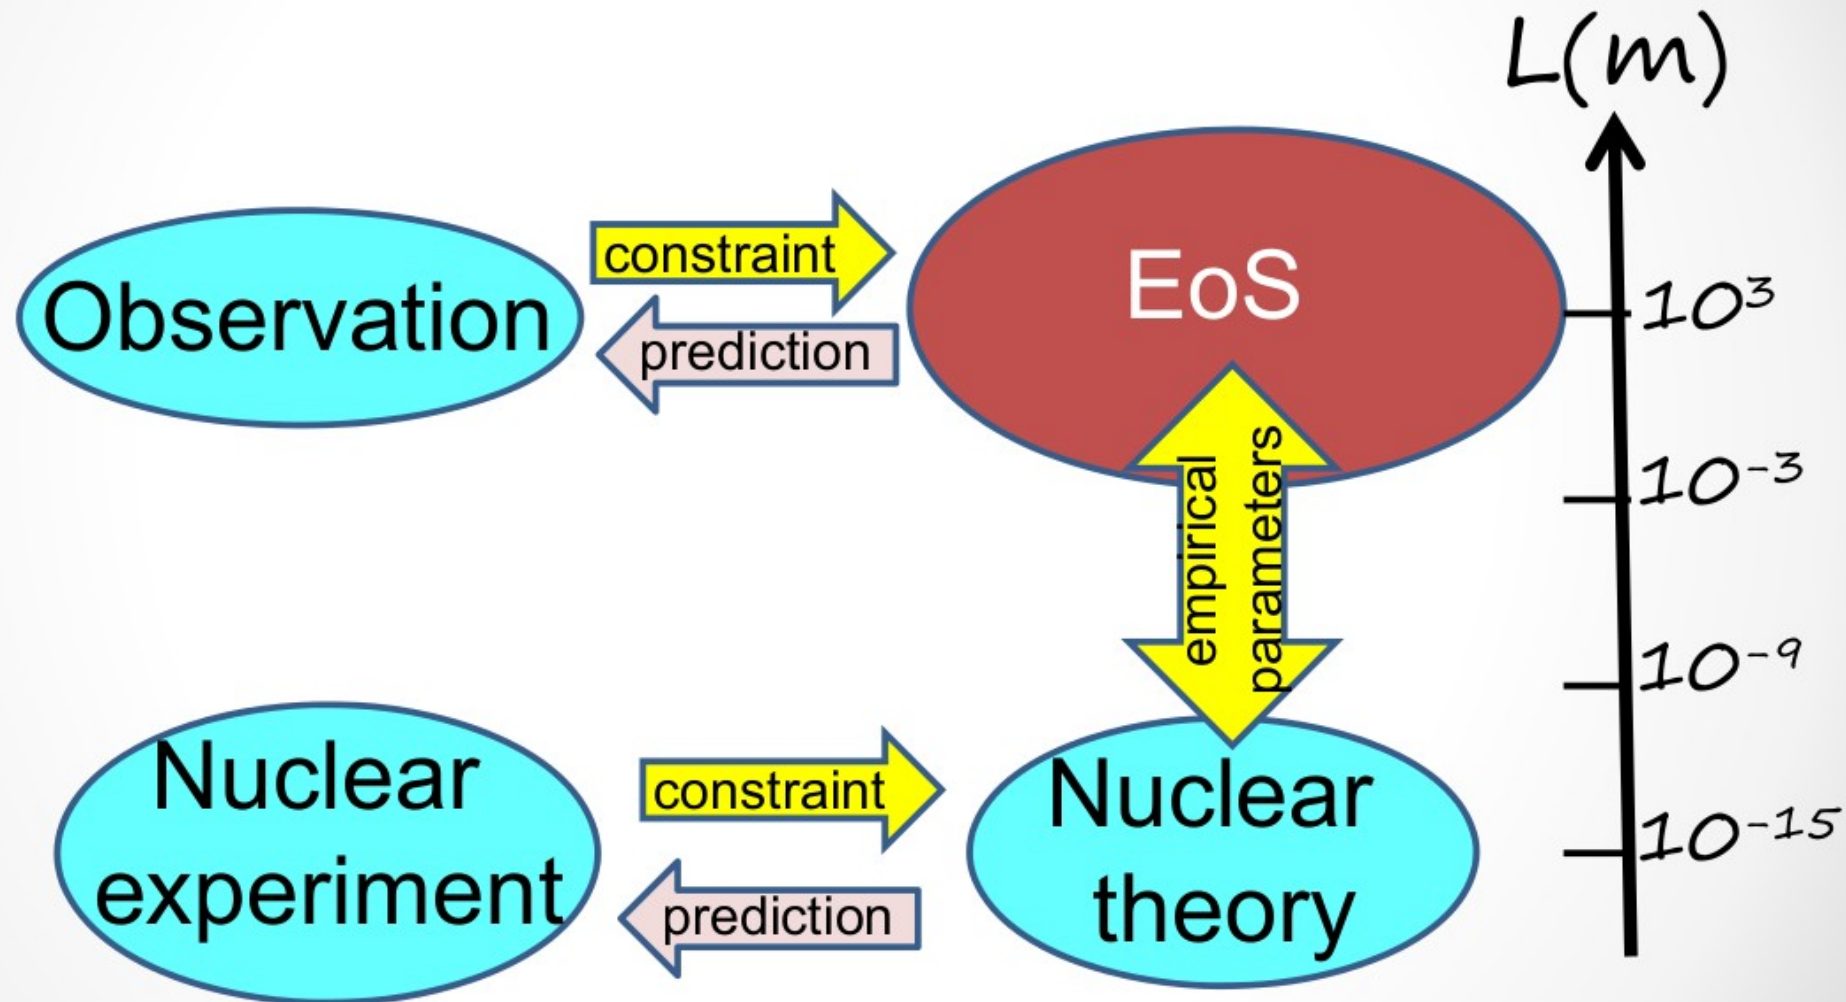 L(m)
Observation
constraint
prediction
EoS
10³
10⁻³
10⁻⁹
10⁻¹⁵
empirical
parameters
Nuclear
experiment
constraint
prediction
Nuclear
theory